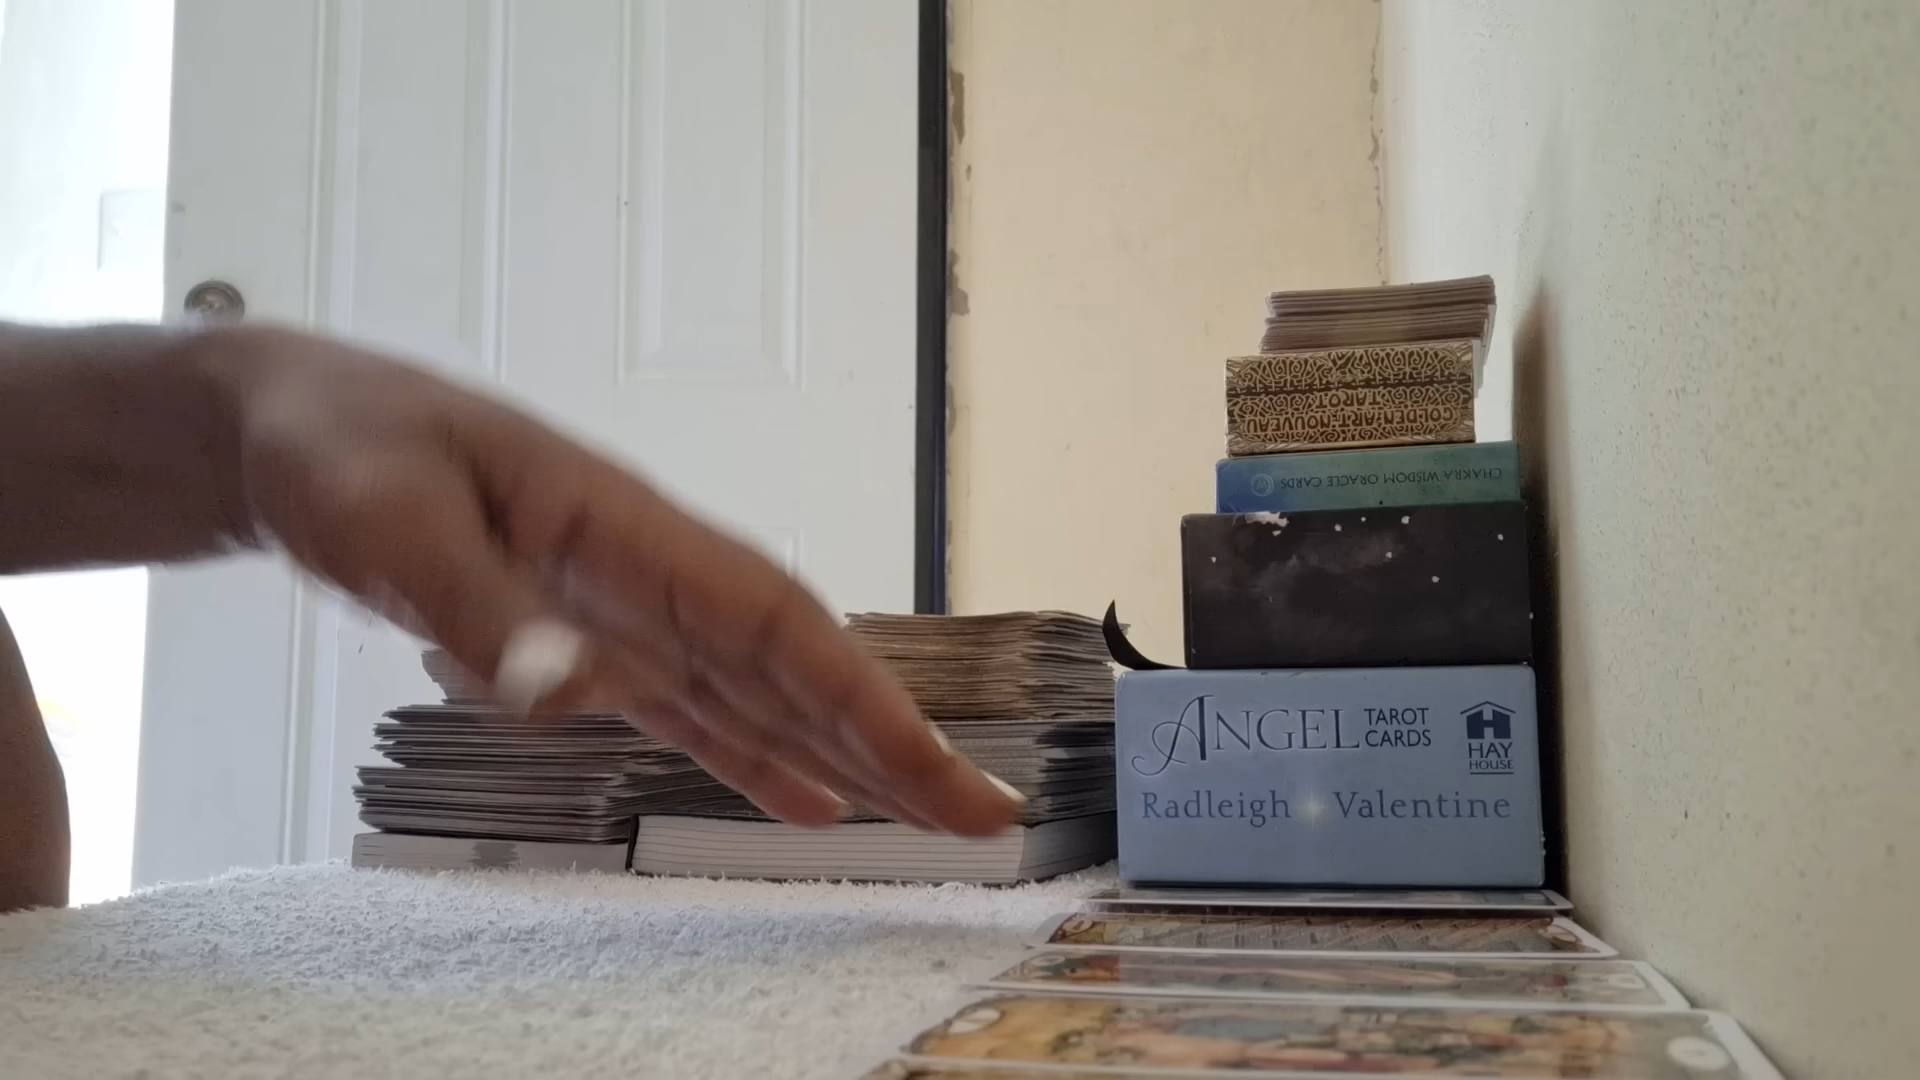 GOLDEN ART NOUVEAU
TAROT
CHAKRA WISDOM ORACLE CARDS
ANGEL TAROT CARDS
HAY HOUSE
Radleigh Valentine